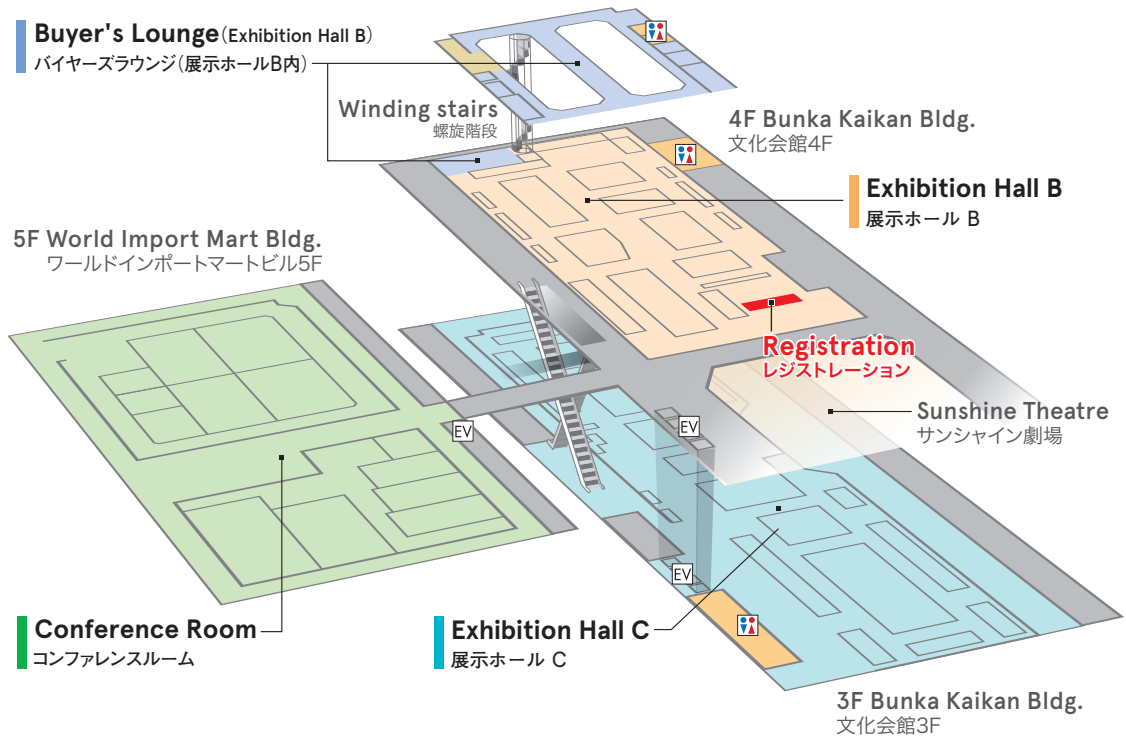 Buyer's Lounge(Exhibition Hall B)
バイヤーズラウンジ(展示ホールB内)
Winding stairs
螺旋階段
4F Bunka Kaikan Bldg.
文化会館4F
Exhibition Hall B
展示ホール B
5F World Import Mart Bldg.
ワールドインポートマートビル5F
Registration
レジストレーション
Sunshine Theatre
サンシャイン劇場
EV
EV
EV
Conference Room
コンファレンスルーム
Exhibition Hall C
展示ホール C
3F Bunka Kaikan Bldg.
文化会館3F